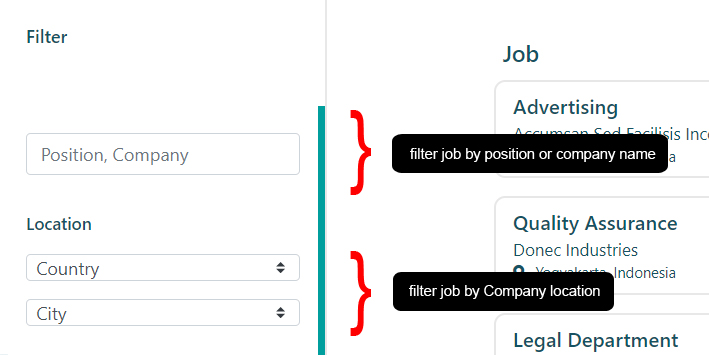 Filter
Position, Company
Location
Country
City
Job
Advertising
Accumsan Sed Facilisis Inc
filter job by position or company name
Quality Assurance
Donec Industries
Yogyakarta, Indonesia
filter job by Company location
Legal Department